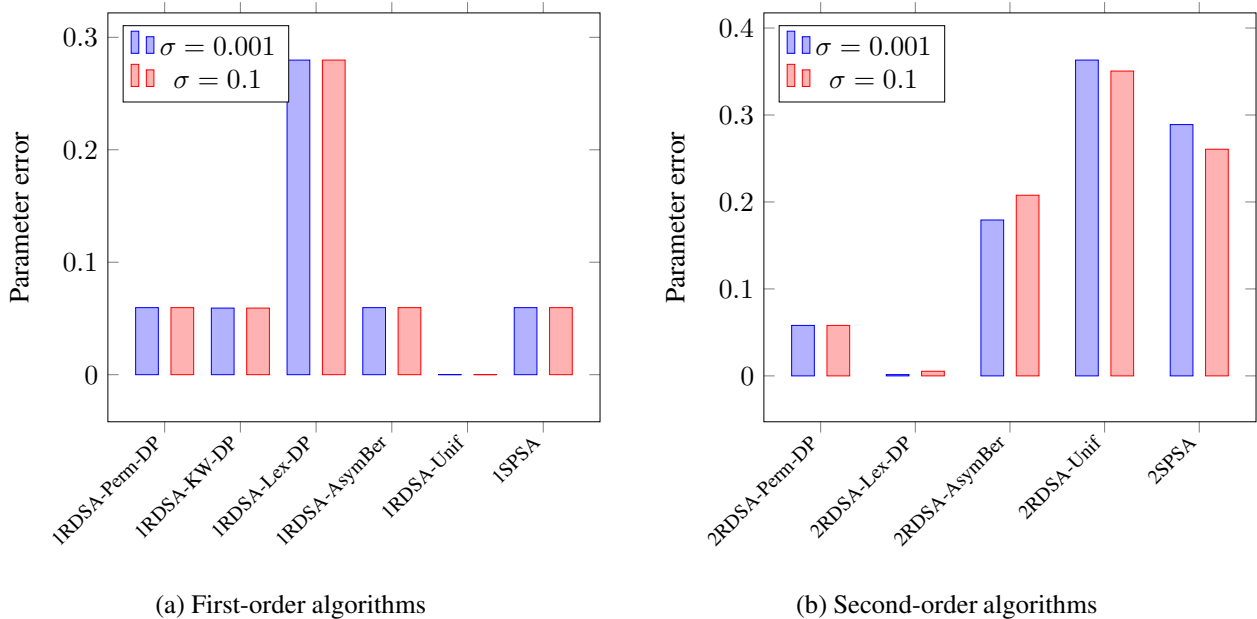 Parameter error
0.3
0.2
0.1
0
σ = 0.001
σ = 0.1
1RDSA-Perm-DP
1RDSA-KW-DP
1RDSA-Lex-DP
1RDSA-AsymBer
1RDSA-Unif
1SPSA
(a) First-order algorithms
Parameter error
0.4
0.3
0.2
0.1
0
σ = 0.001
σ = 0.1
2RDSA-Perm-DP
2RDSA-Lex-DP
2RDSA-AsymBer
2RDSA-Unif
2SPSA
(b) Second-order algorithms